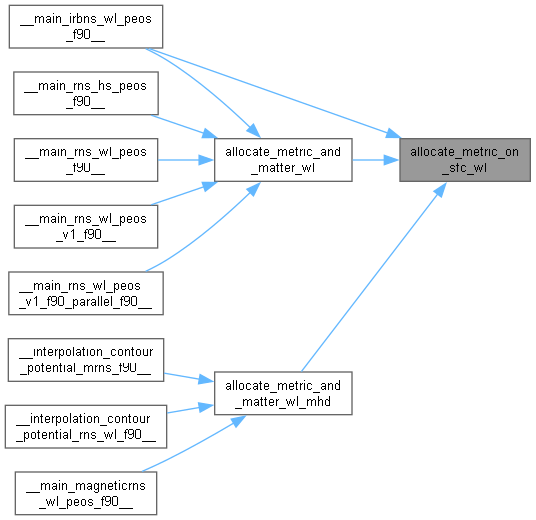 __main_irbns_wl_peos
_f90__
__main_rns_hs_peos
_f90__
__main_rns_wl_peos
_f90__
__main_rns_wl_peos
_v1_f90__
__main_rns_wl_peos
_v1_f90_parallel_f90__
__interpolation_contour
_potential_mrns_f90__
__interpolation_contour
_potential_rns_wl_f90__
__main_magneticrns
_wl_peos_f90__
allocate_metric_and
_matter_wl
allocate_metric_and
_matter_wl_mhd
allocate_metric_on
_sfc_wl